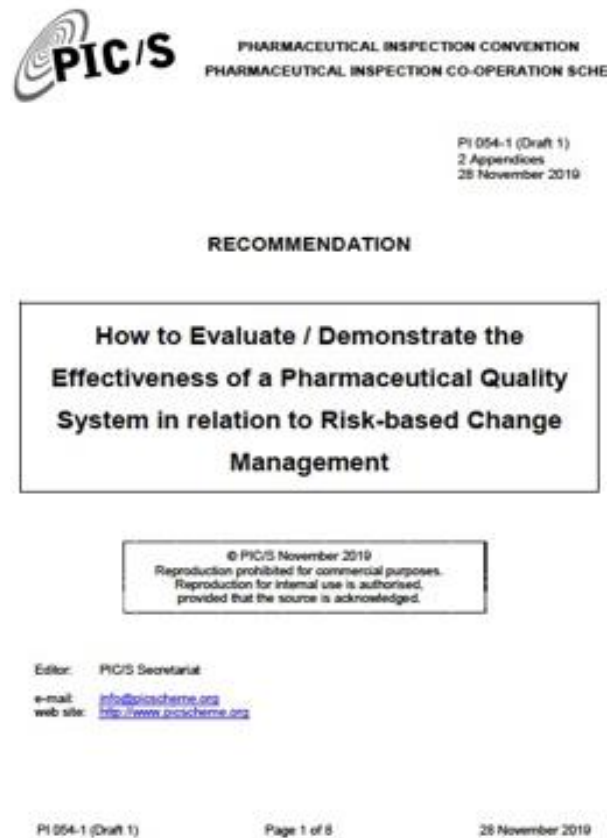 PIC/S
PHARMACEUTICAL INSPECTION CONVENTION
PHARMACEUTICAL INSPECTION CO-OPERATION SCHE
PI 054-1 (Draft 1)
2 Appendices
28 November 2019
RECOMMENDATION
How to Evaluate / Demonstrate the
Effectiveness of a Pharmaceutical Quality
System in relation to Risk-based Change
Management
© PIC/S November 2019
Reproduction prohibited for commercial purposes.
Reproduction for internal use is authorised,
provided that the source is acknowledged.
Editor: PIC/S Secretariat
e-mail: info@picscheme.org
web site: http://www.picscheme.org
PI 054-1 (Draft 1) Page 1 of 8 28 November 2019